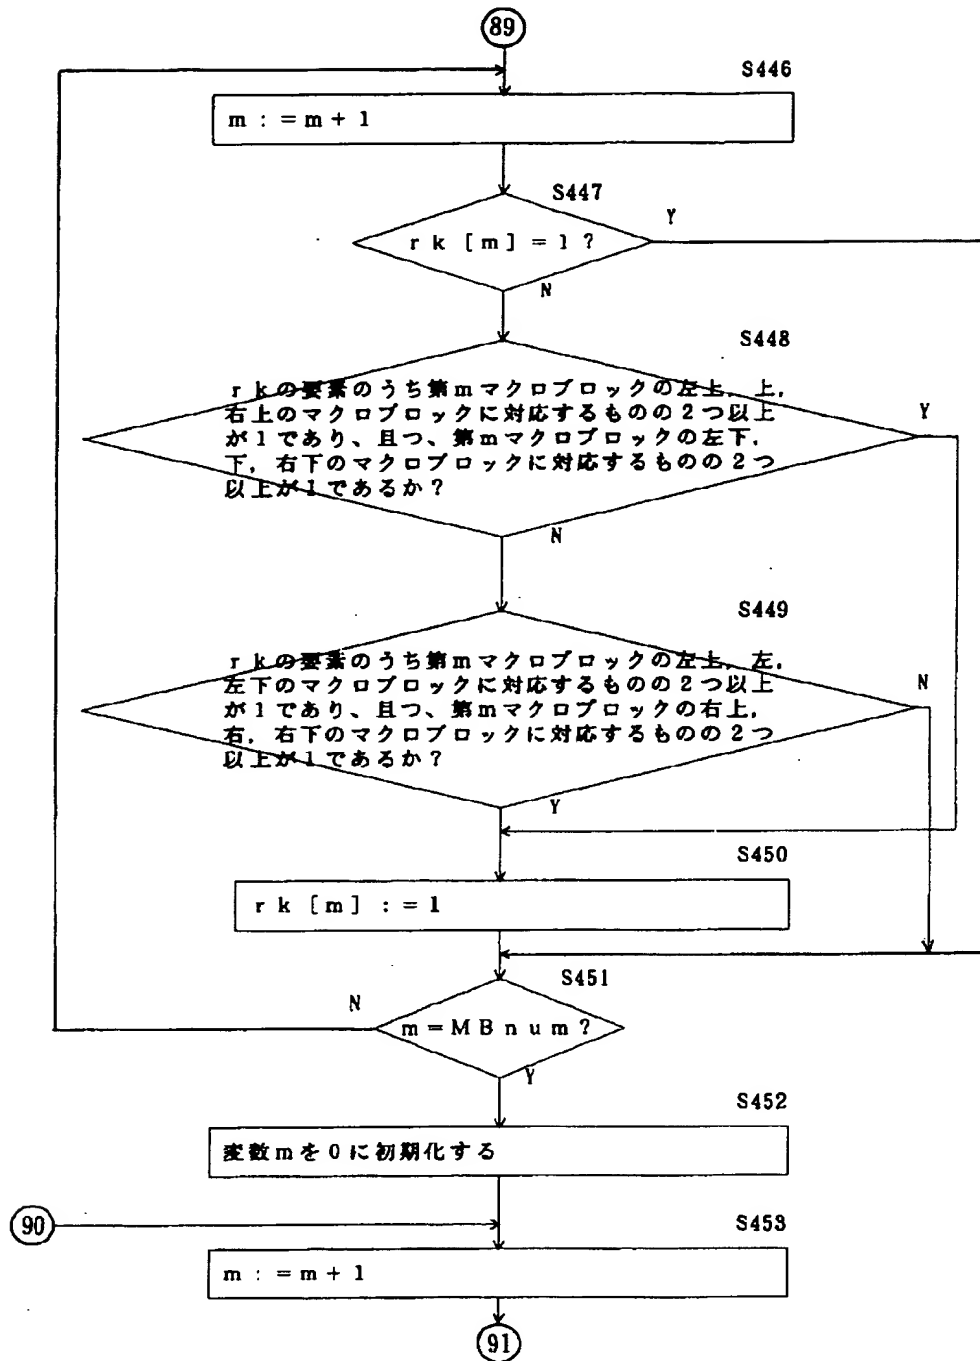 89
S446
m:=m+1
S447
rk[m]=1?
Y
N
S448
rkの要素のうち第mマクロブロックの左上,上,
右上のマクロブロックに対応するものの2つ以上
が1であり、且つ、第mマクロブロックの左下,
下,右下のマクロブロックに対応するものの2つ
以上が1であるか?
Y
N
S449
rkの要素のうち第mマクロブロックの左上,左,
左下のマクロブロックに対応するものの2つ以上
が1であり、且つ、第mマクロブロックの右上,
右,右下のマクロブロックに対応するものの2つ
以上が1であるか?
N
Y
S450
rk[m]:=1
S451
N
m=MBnum?
Y
S452
変数mを0に初期化する
90
S453
m:=m+1
91